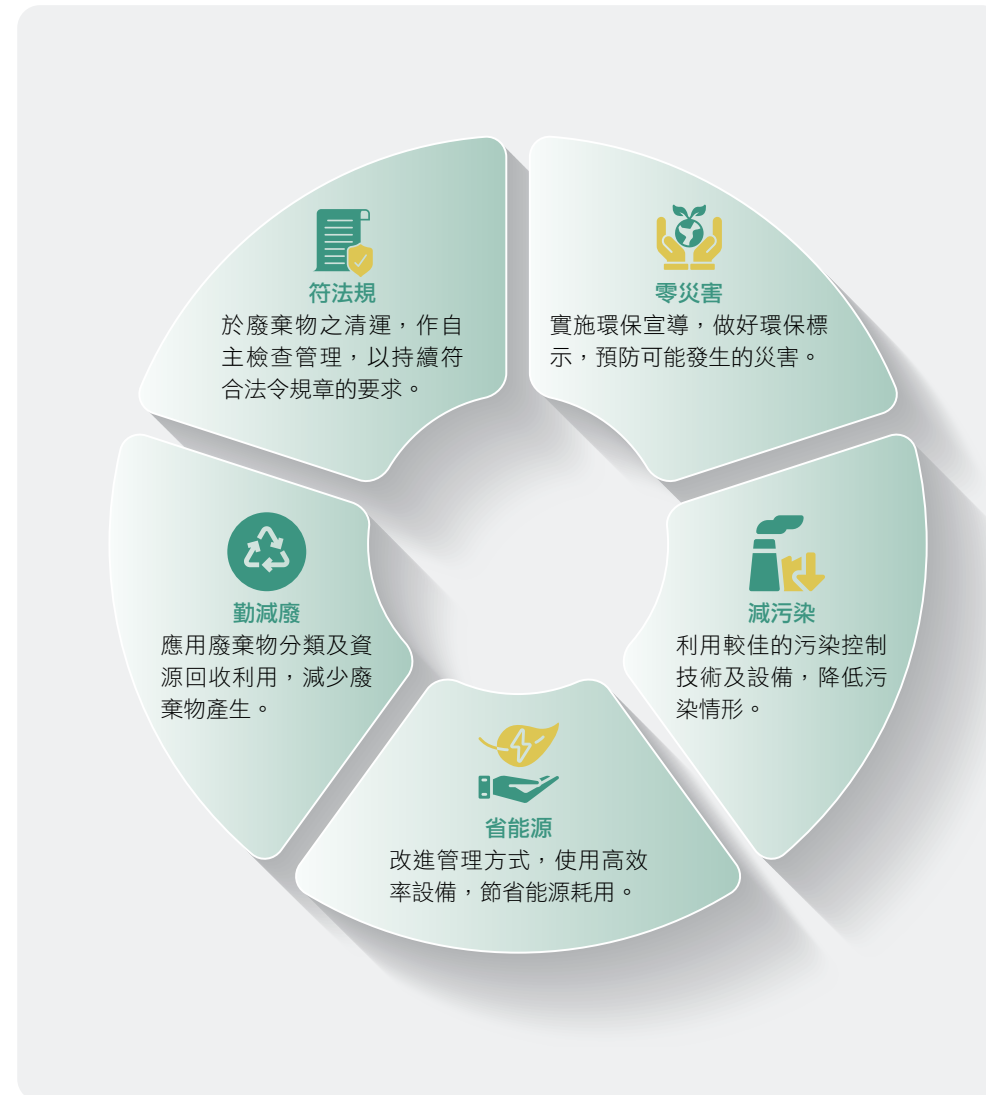 符法規
於廢棄物之清運，作自
主檢查管理，以持續符
合法令規章的要求。
零災害
實施環保宣導，做好環保標
示，預防可能發生的災害。
勤減廢
應用廢棄物分類及資
源回收利用，減少廢
棄物產生。
減污染
利用較佳的污染控制
技術及設備，降低污
染情形。
省能源
改進管理方式，使用高效
率設備，節省能源耗用。